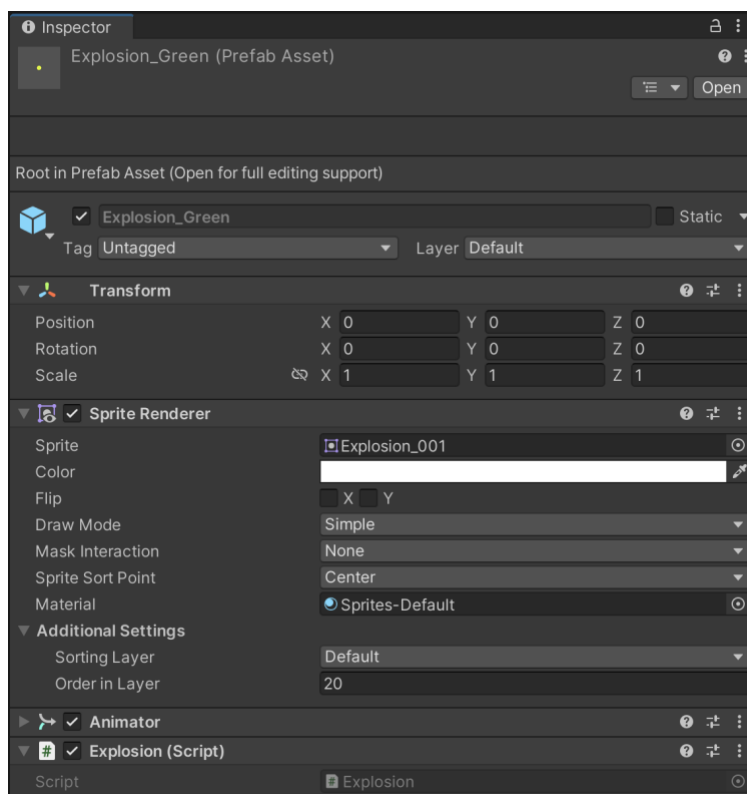 Inspector
Explosion_Green (Prefab Asset)
Open
Root in Prefab Asset (Open for full editing support)
Explosion_Green Static
Tag Untagged Layer Default
Transform
Position X 0 Y 0 Z 0
Rotation X 0 Y 0 Z 0
Scale X 1 Y 1 Z 1
Sprite Renderer
Sprite Explosion_001
Color
Flip X Y
Draw Mode Simple
Mask Interaction None
Sprite Sort Point Center
Material Sprites-Default
Additional Settings
Sorting Layer Default
Order in Layer 20
Animator
# Explosion (Script)
Script # Explosion